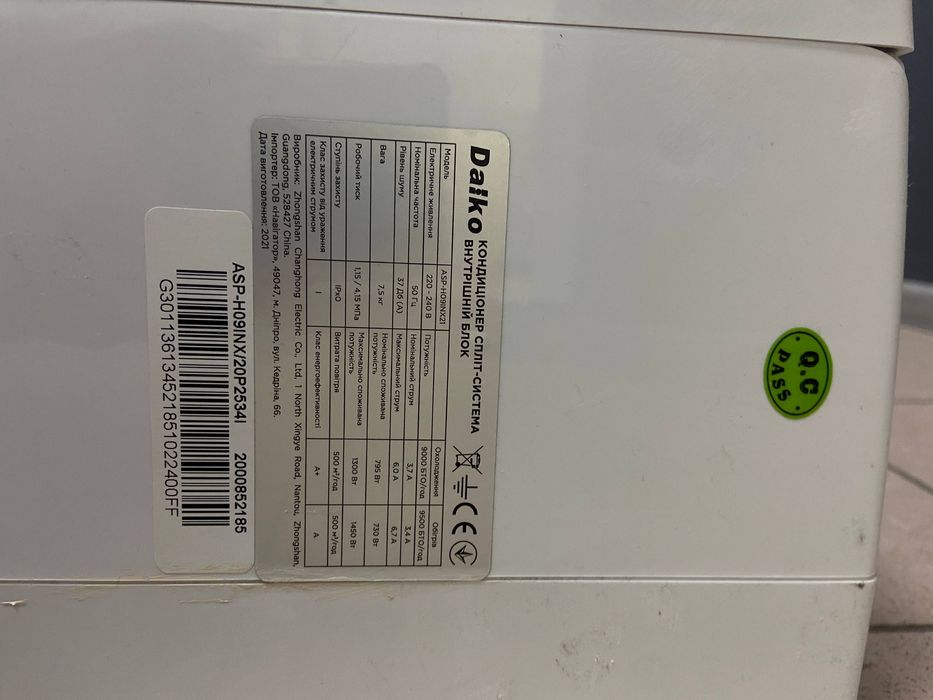 Daiko
КОНДИЦІОНЕР СПЛІТ-СИСТЕМА
ВНУТРІШНІЙ БЛОК
Модель ASP-H09INX21 Охолодження Обігрів
Електричне живлення 220 - 240 В Потужність 9000 БТО/год 9500 БТО/год
Номінальна частота 50 Гц Номінальний струм 3,7 А 3,4 А
Рівень шуму 37 Дб (А) Максимальний струм 6,0 А 6,7 А
Вага 7,5 кг Номінально споживана потужність 795 Вт 730 Вт
Робочий тиск 1,15 / 4,15 МПа Максимально споживана потужність 1300 Вт 1450 Вт
Ступінь захисту IPX0 Витрата повітря 500 м³/год 500 м³/год
Клас захисту від ураження електричним струмом I Клас енергоефективності A+ A
Виробник: Zhongshan Changhong Electric Co., Ltd, 1 North Xingye Road, Nantou, Zhongshan,
Guangdong, 528427 China.
Імпортер: ТОВ «Навігатор», 49047, м. Дніпро, вул. Кедріна, 66.
Дата виготовлення: 2021
ASP-H09INX/20P2534I 2000852185
G301136134521851022400FF
Q.C
PASS